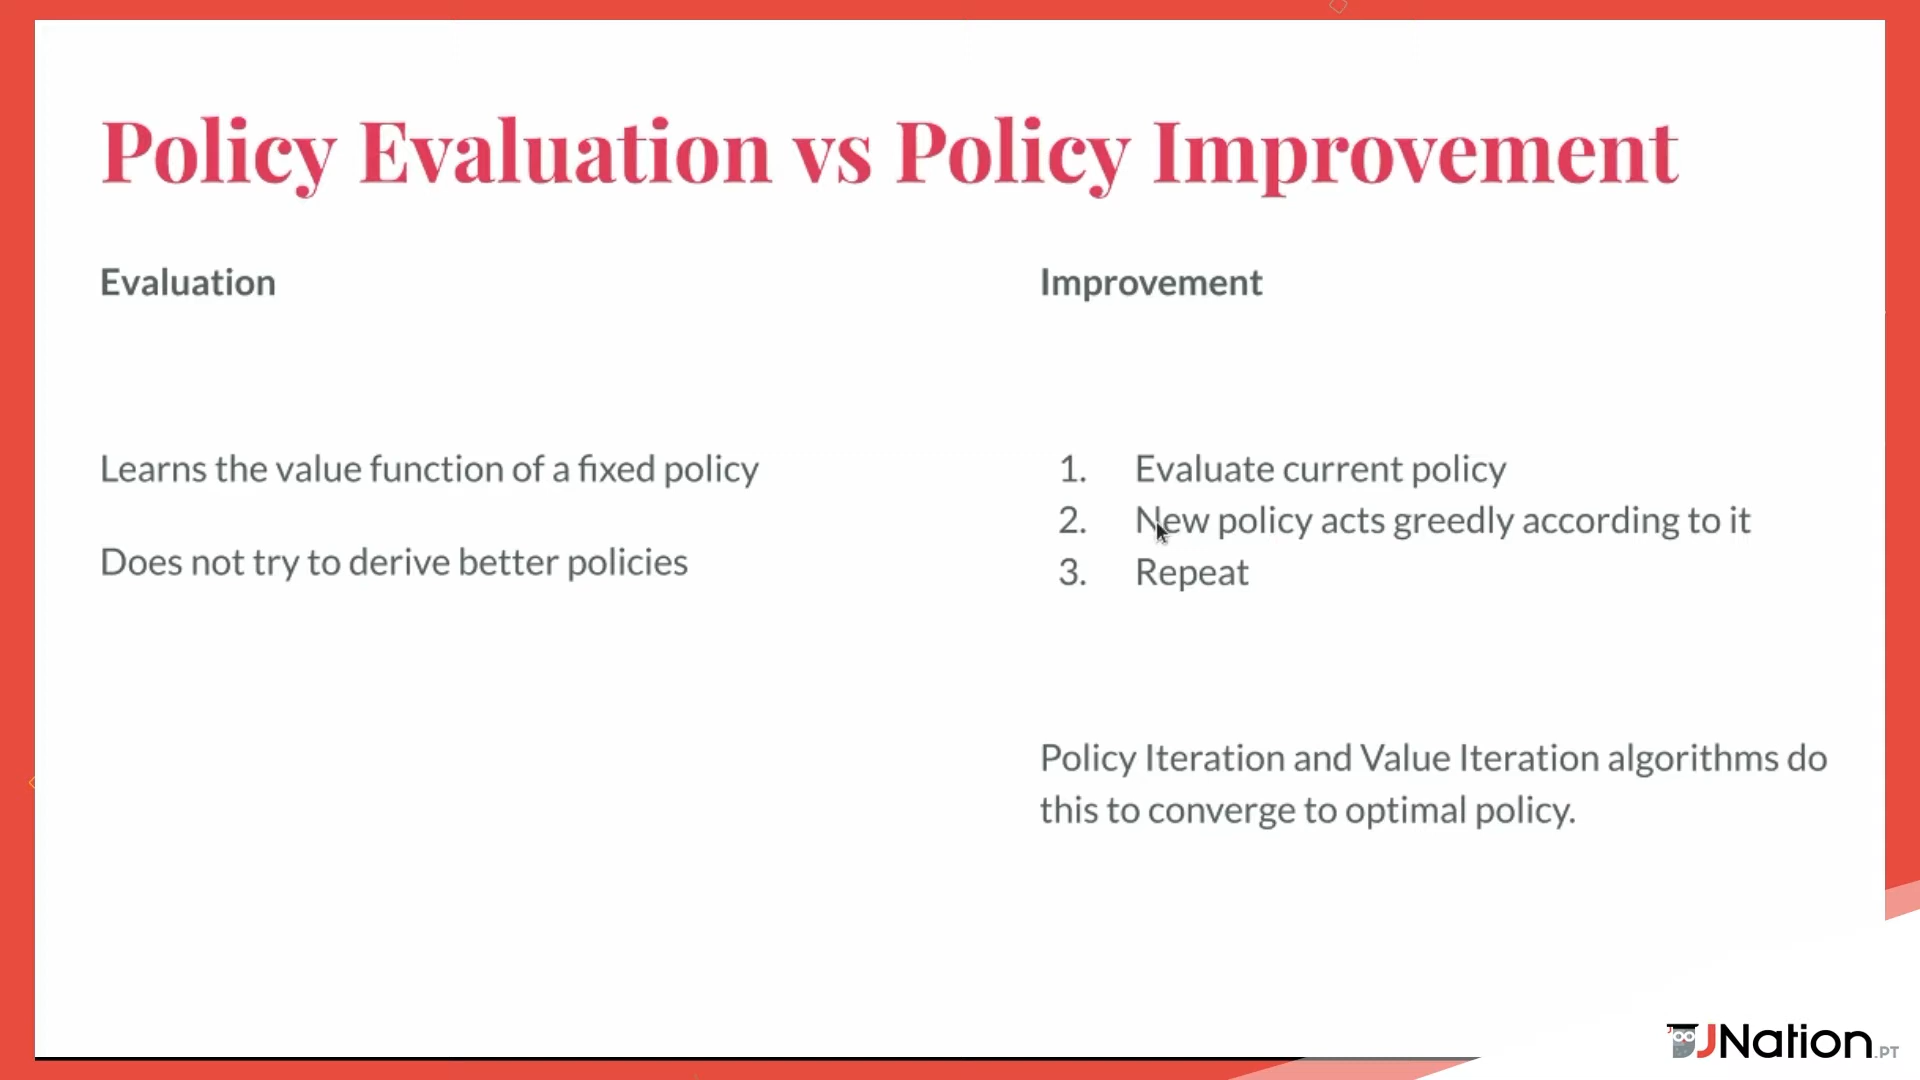 Policy Evaluation vs Policy Improvement
Evaluation
Learns the value function of a fixed policy
Does not try to derive better policies
Improvement
1. Evaluate current policy
2. New policy acts greedly according to it
3. Repeat
Policy Iteration and Value Iteration algorithms do
this to converge to optimal policy.
JNation.PT